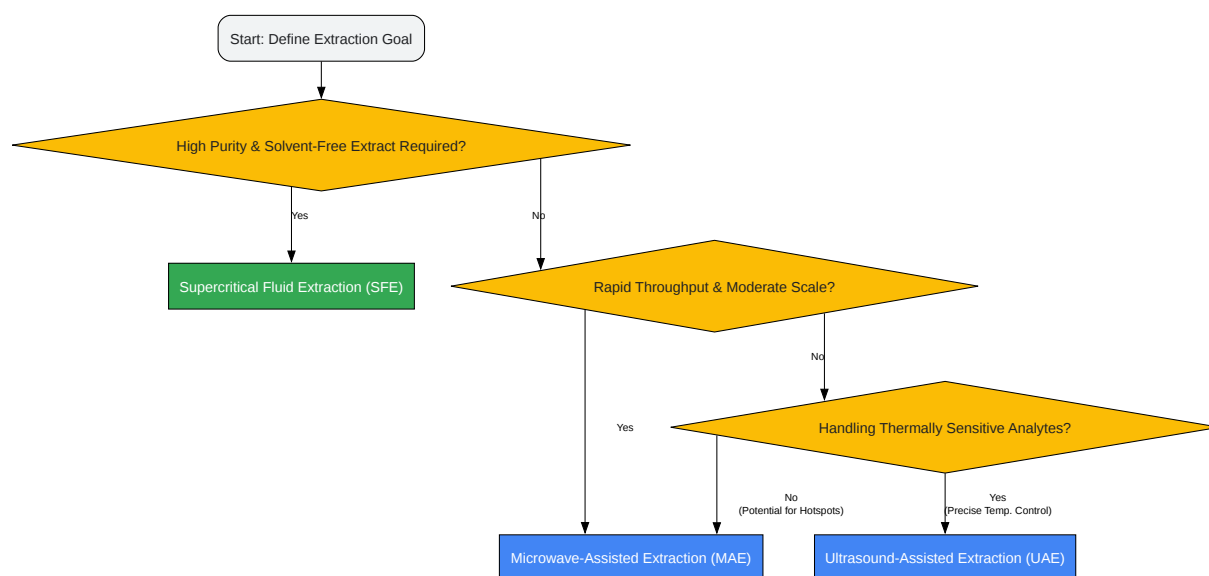 Start: Define Extraction Goal
High Purity & Solvent-Free Extract Required?
Yes
No
Supercritical Fluid Extraction (SFE)
Rapid Throughput & Moderate Scale?
No
Yes
Handling Thermally Sensitive Analytes?
No
(Potential for Hotspots)
Yes
(Precise Temp. Control)
Microwave-Assisted Extraction (MAE)
Ultrasound-Assisted Extraction (UAE)